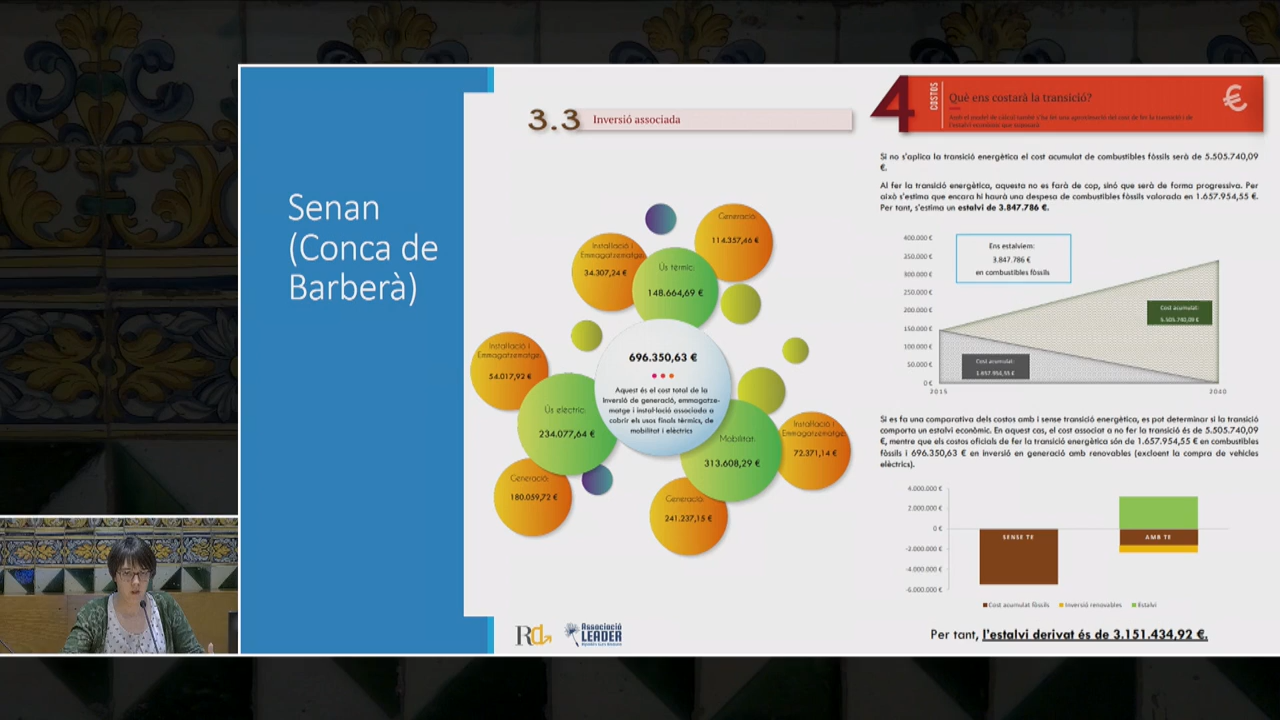 Senan
(Conca de
Barberà)
3.3 Inversió associada
Generació:
114.357,46 €
Instal·lació i
Emmagatzematge:
34.307,24 €
Ús tèrmic:
148.664,69 €
696.350,63 €
Aquest és el cost total de la
Inversió de generació, emmagatze-
matge i instal·lació associada a
cobrir els usos finals tèrmics, de
mobilitat i elèctrics
Instal·lació i
Emmagatzematge:
54.017,92 €
Ús elèctric:
234.077,64 €
Generació:
180.059,72 €
Mobilitat:
313.608,29 €
Instal·lació i
Emmagatzematge:
72.371,14 €
Generació:
241.237,15 €
Rd
Associació
LEADER
4
COSTOS
Què ens costarà la transició?
€
Si no s'aplica la transició energètica el cost acumulat de combustibles fòssils serà de 5.505.740,09
€.
Al fer la transició energètica, aquesta no es farà de cop, sinó que serà de forma progressiva. Per
això s'estima que encara hi haurà una despesa de combustibles fòssils valorada en 1.657.954,55 €.
Per tant, s'estima un estalvi de 3.847.786 €.
400.000 €
350.000 €
300.000 €
250.000 €
200.000 €
150.000 €
100.000 €
50.000 €
0 €
Ens estalviem:
3.847.786 €
en combustibles fòssils
Cost acumulat:
5.505.740,09 €
Cost acumulat:
1.657.954,55 €
2015
2040
Si es fa una comparativa dels costos amb i sense transició energètica, es pot determinar si la transició
comporta un estalvi econòmic. En aquest cas, el cost associat a no fer la transició és de 5.505.740,09
€, mentre que els costos oficials de fer la transició energètica són de 1.657.954,55 € en combustibles
fòssils i 696.350,63 € en inversió en generació amb renovables (excloent la compra de vehicles
elèctrics).
4.000.000 €
2.000.000 €
0 €
-2.000.000 €
-4.000.000 €
-6.000.000 €
SENSE TE
AMB TE
Cost acumulat fòssils
Inversió renovables
Estalvi
Per tant, l'estalvi derivat és de 3.151.434,92 €.